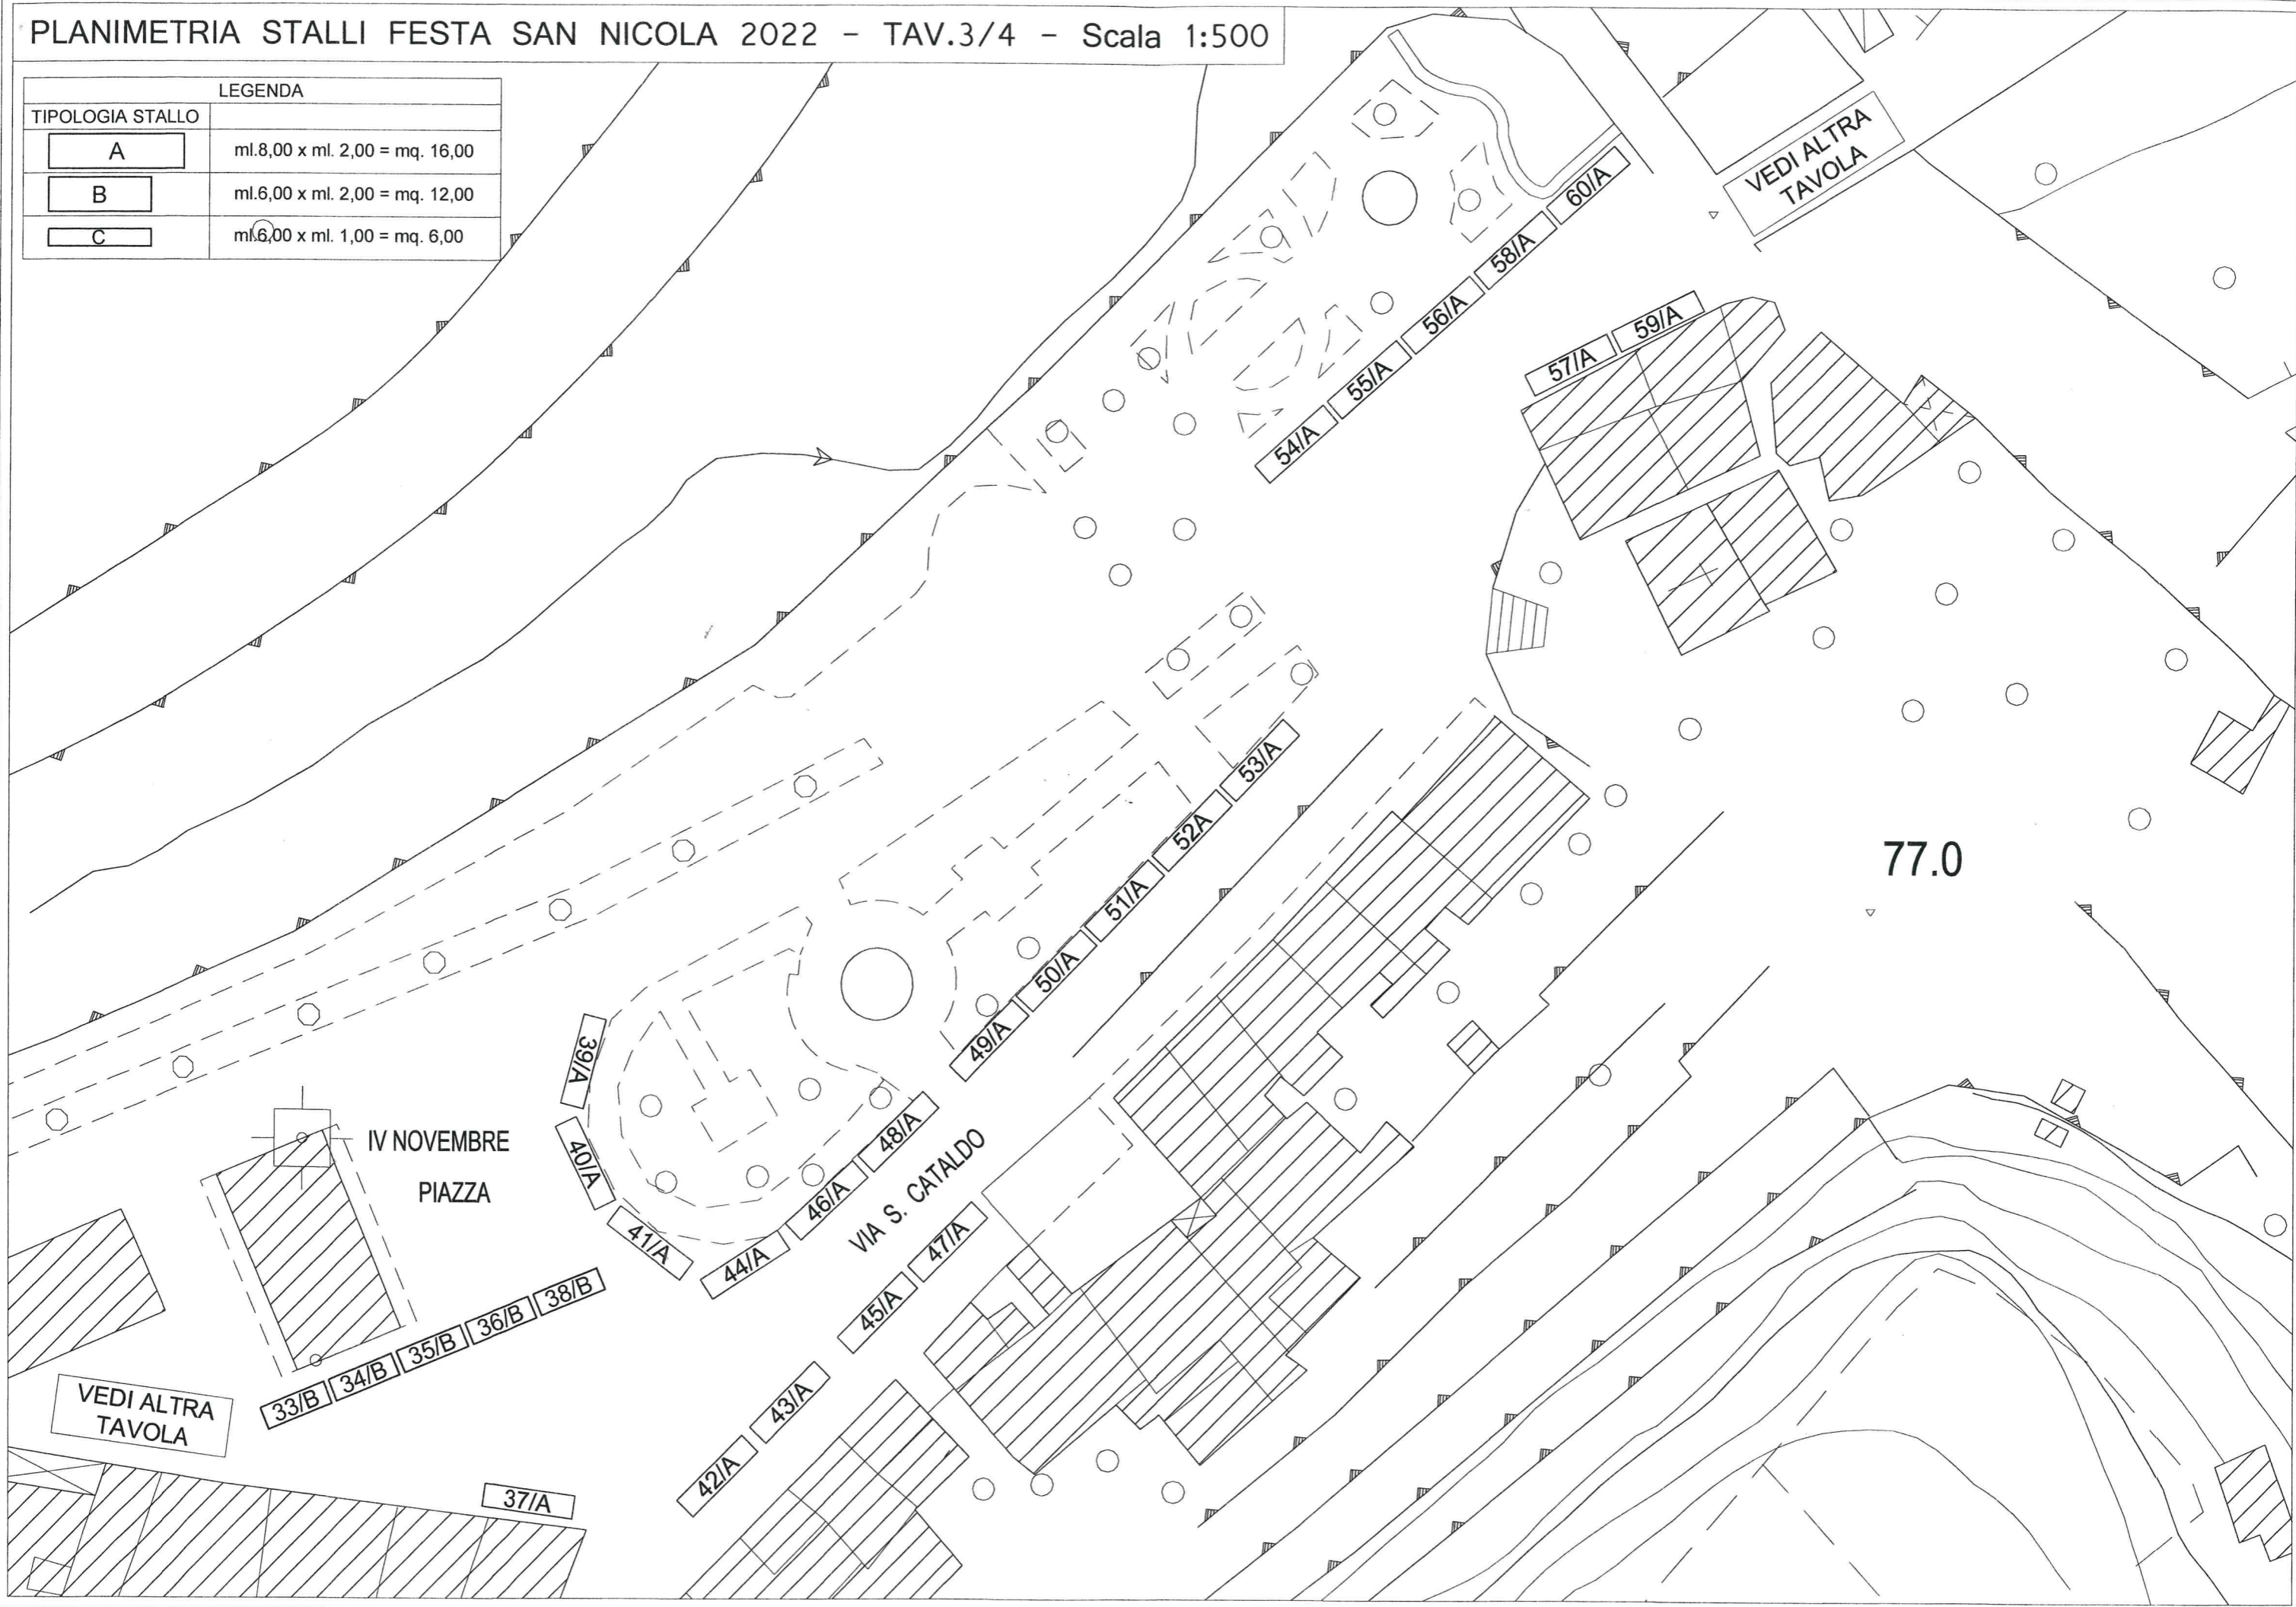 PLANIMETRIA STALLI FESTA SAN NICOLA 2022 - TAV.3/4 - Scala 1:500
LEGENDA
TIPOLOGIA STALLO
A ml.8,00 x ml. 2,00 = mq. 16,00
B ml.6,00 x ml. 2,00 = mq. 12,00
C ml.6,00 x ml. 1,00 = mq. 6,00
VEDI ALTRA
TAVOLA
60/A
58/A
56/A
55/A
54/A
59/A
57/A
53/A
52A
51/A
50/A
49/A
77.0
39/A
40/A
41/A
48/A
46/A
44/A
IV NOVEMBRE
PIAZZA
VIA S. CATALDO
47/A
45/A
43/A
42/A
33/B
34/B
35/B
36/B
38/B
VEDI ALTRA
TAVOLA
37/A